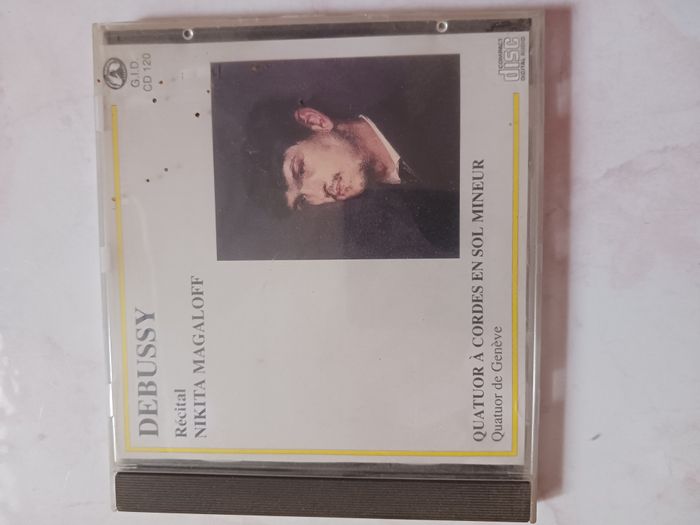 G.I.D.
CD 120
COMPACT
disc
DIGITAL AUDIO
DEBUSSY
Récital
NIKITA MAGALOFF
QUATUOR À CORDES EN SOL MINEUR
Quatuor de Genève